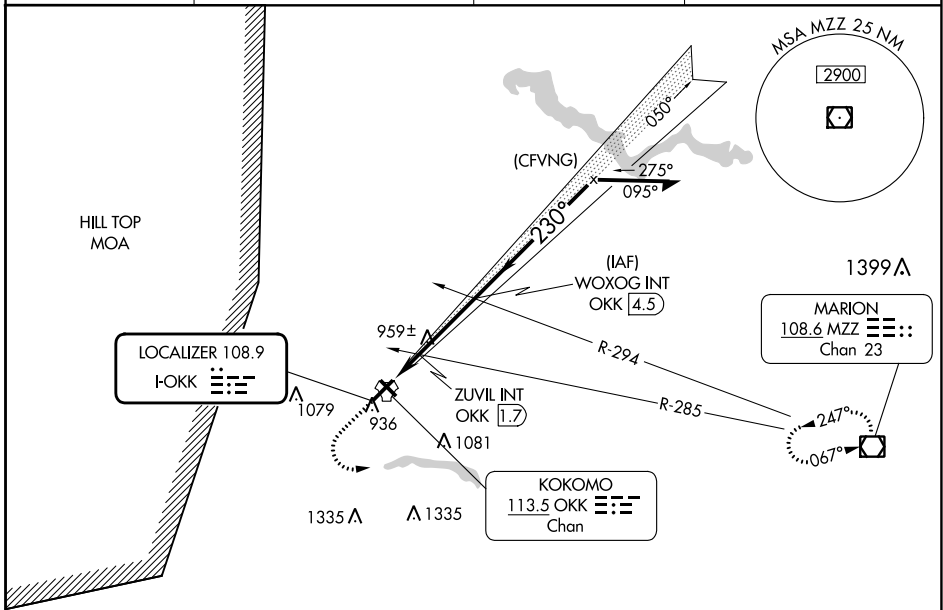 MSA MZZ 25 NM
2900
050°
(CFVNG)
275°
095°
230°
HILL TOP
MOA
(IAF)
WOXOG INT
OKK 4.5
1399
MARION
108.6 MZZ
Chan 23
959±
R-294
LOCALIZER 108.9
I-OKK
1079
936
ZUVIL INT
OKK 1.7
R-285
247°
067°
1081
KOKOMO
113.5 OKK
Chan
1335
1335